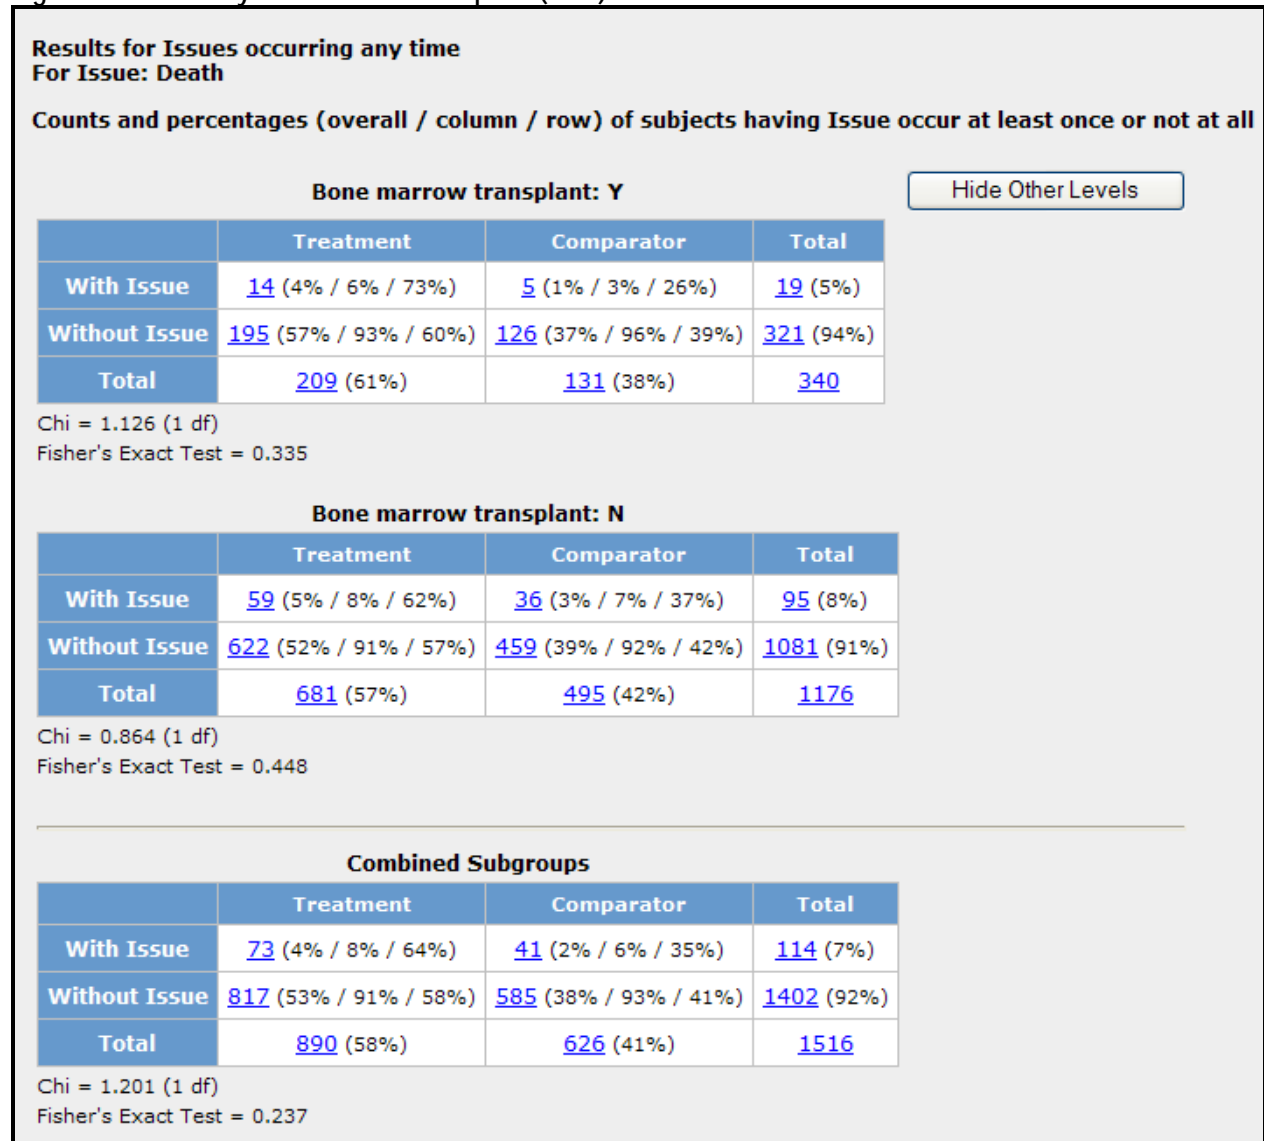 Results for Issues occurring any time
For Issue: Death
Counts and percentages (overall / column / row) of subjects having Issue occur at least once or not at all
Bone marrow transplant: Y
Hide Other Levels
Treatment Comparator Total
With Issue 14 (4% / 6% / 73%) 5 (1% / 3% / 26%) 19 (5%)
Without Issue 195 (57% / 93% / 60%) 126 (37% / 96% / 39%) 321 (94%)
Total 209 (61%) 131 (38%) 340
Chi = 1.126 (1 df)
Fisher's Exact Test = 0.335
Bone marrow transplant: N
Treatment Comparator Total
With Issue 59 (5% / 8% / 62%) 36 (3% / 7% / 37%) 95 (8%)
Without Issue 622 (52% / 91% / 57%) 459 (39% / 92% / 42%) 1081 (91%)
Total 681 (57%) 495 (42%) 1176
Chi = 0.864 (1 df)
Fisher's Exact Test = 0.448
Combined Subgroups
Treatment Comparator Total
With Issue 73 (4% / 8% / 64%) 41 (2% / 6% / 35%) 114 (7%)
Without Issue 817 (53% / 91% / 58%) 585 (38% / 93% / 41%) 1402 (92%)
Total 890 (58%) 626 (41%) 1516
Chi = 1.201 (1 df)
Fisher's Exact Test = 0.237